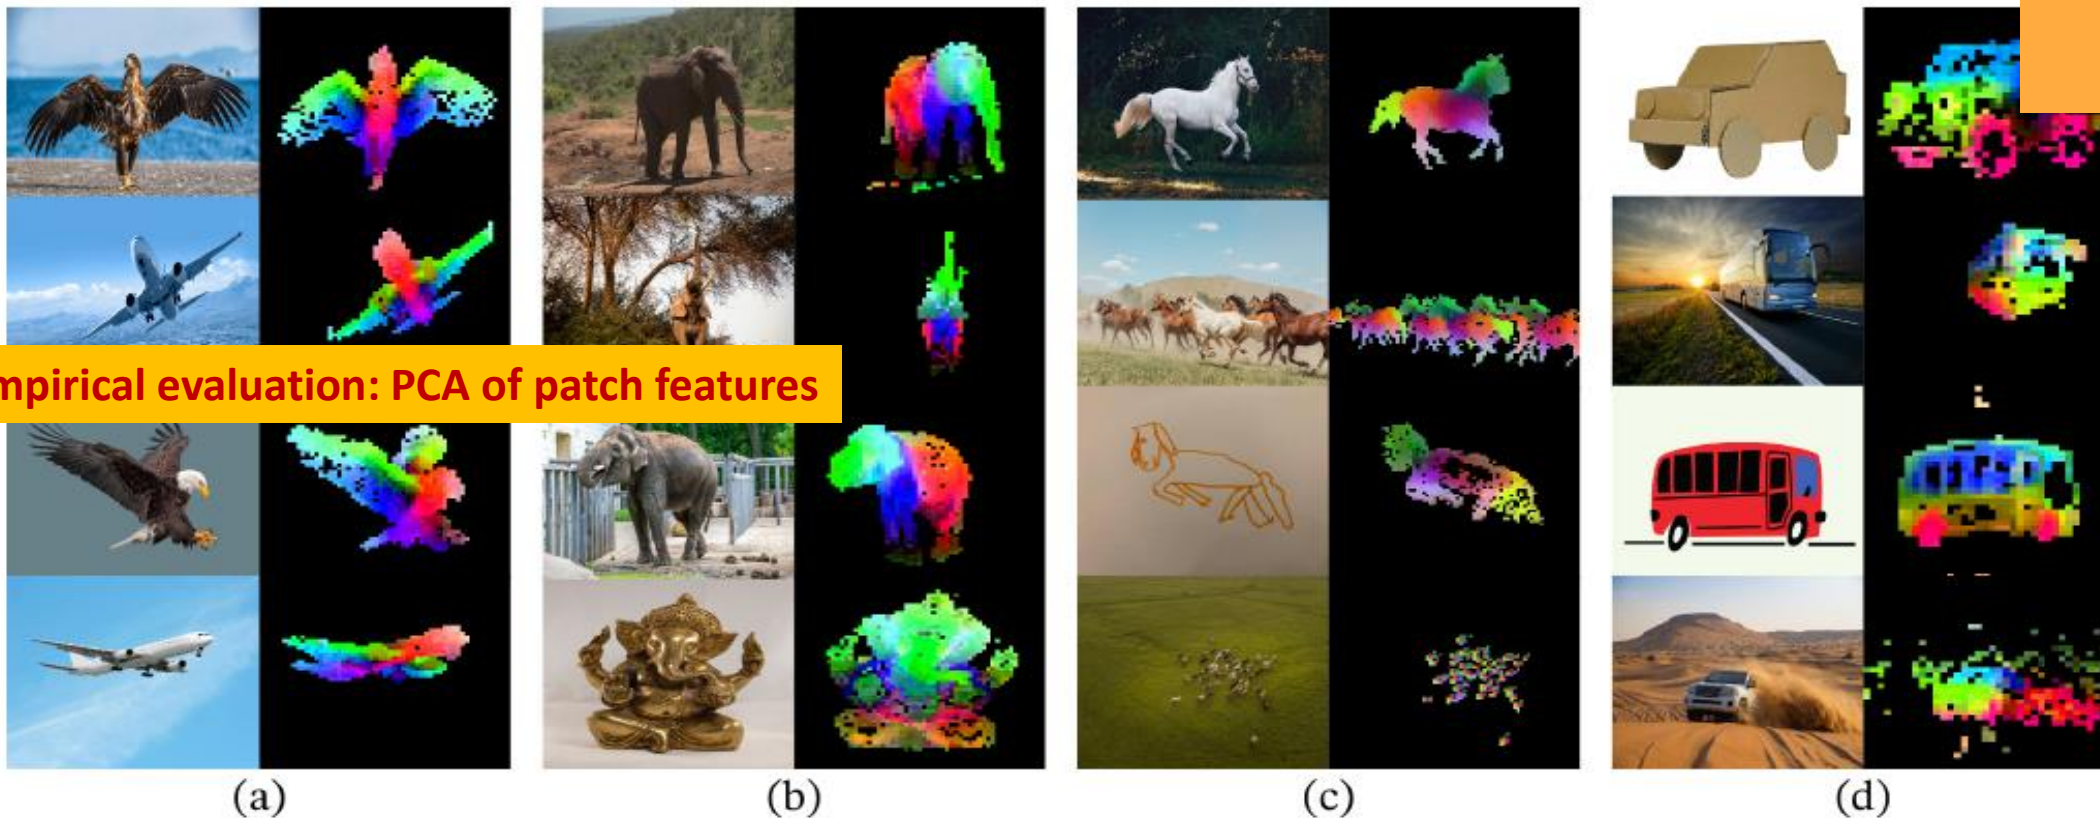 mpirical evaluation: PCA of patch features
(a)
(b)
(c)
(d)